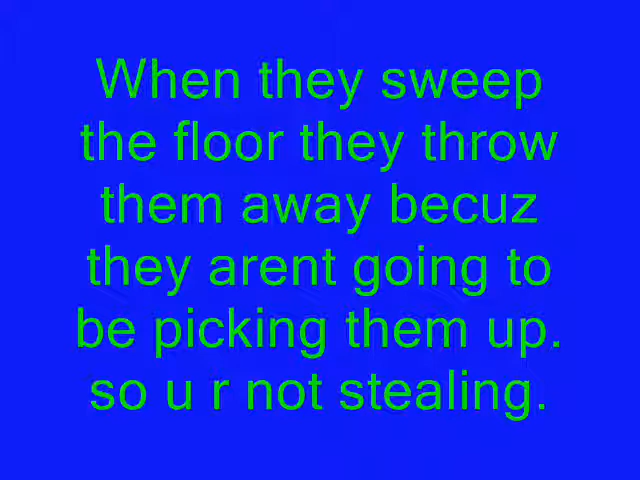 When they sweep
the floor they throw
them away becuz
they arent going to
be picking them up.
so u r not stealing.